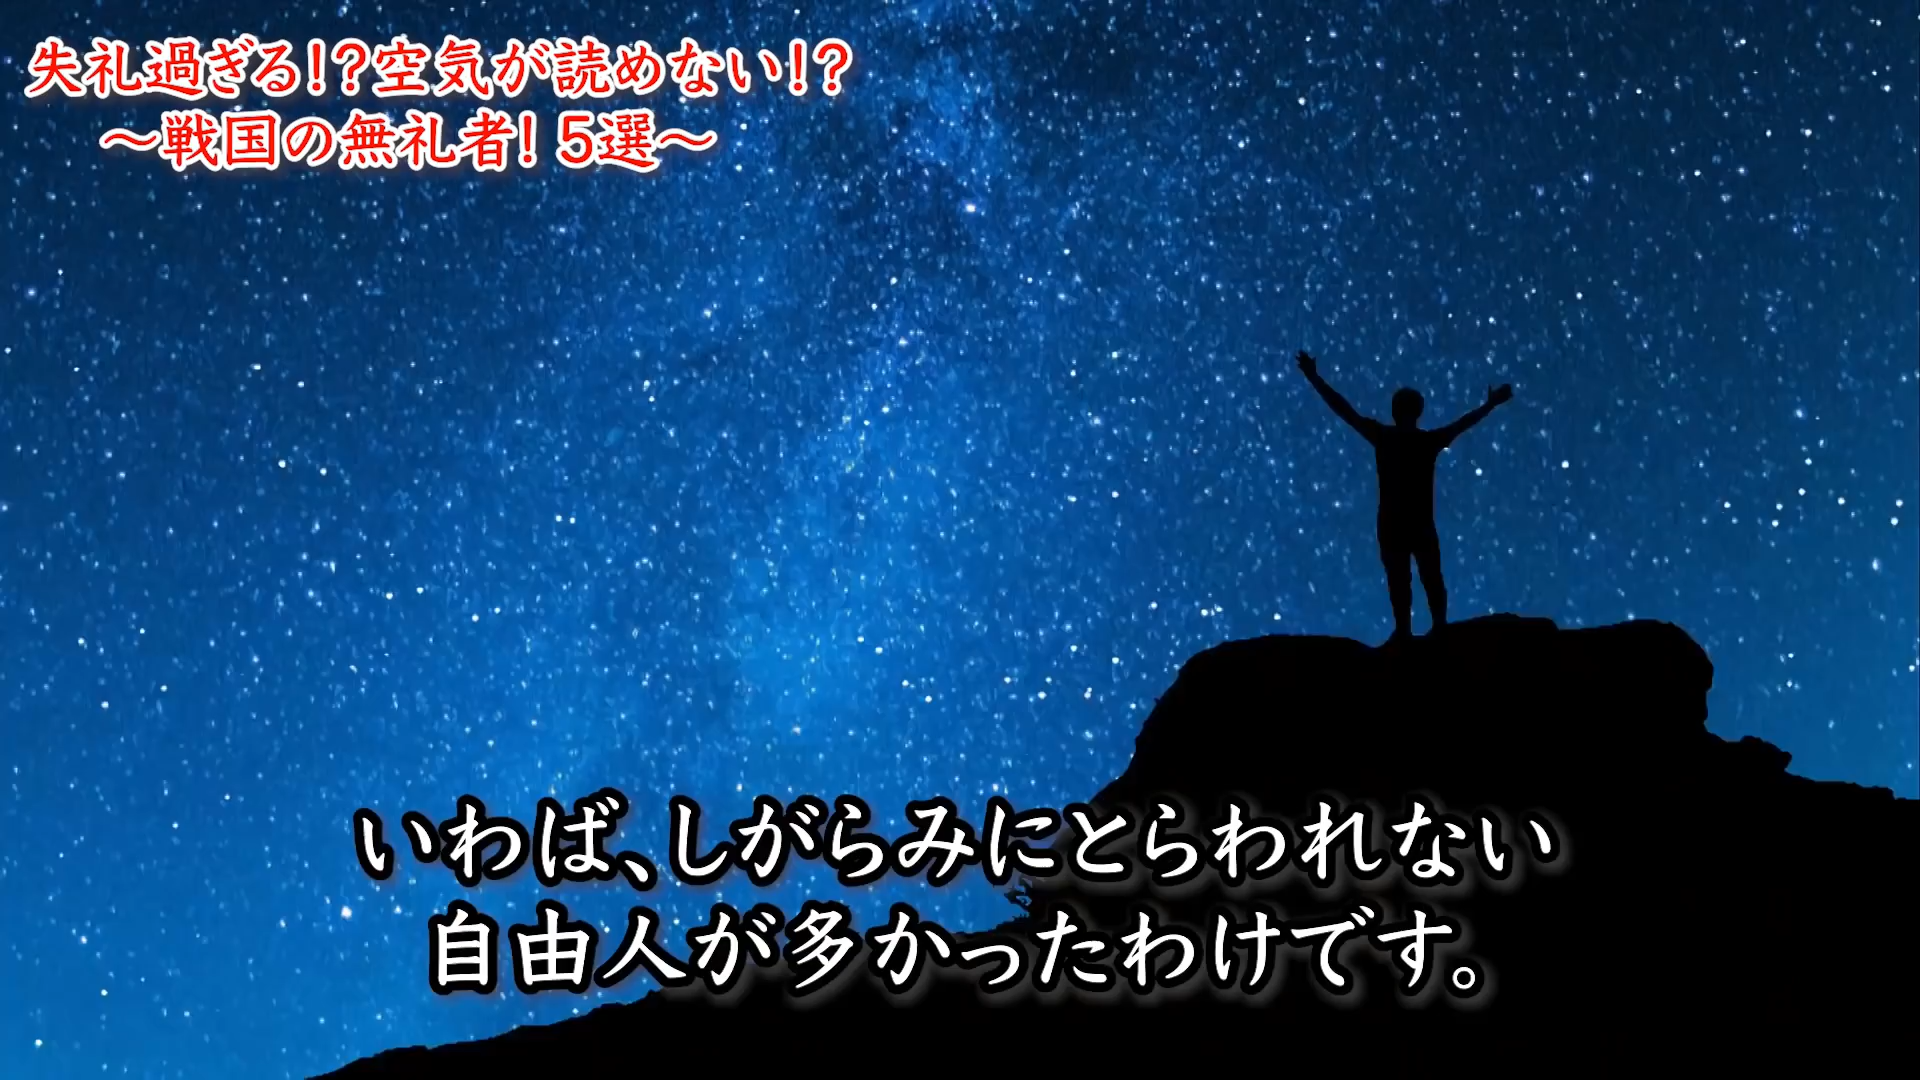 失礼過ぎる!?空気が読めない!?
～戦国の無礼者! 5選～
いわば、しがらみにとらわれない
自由人が多かったわけです。